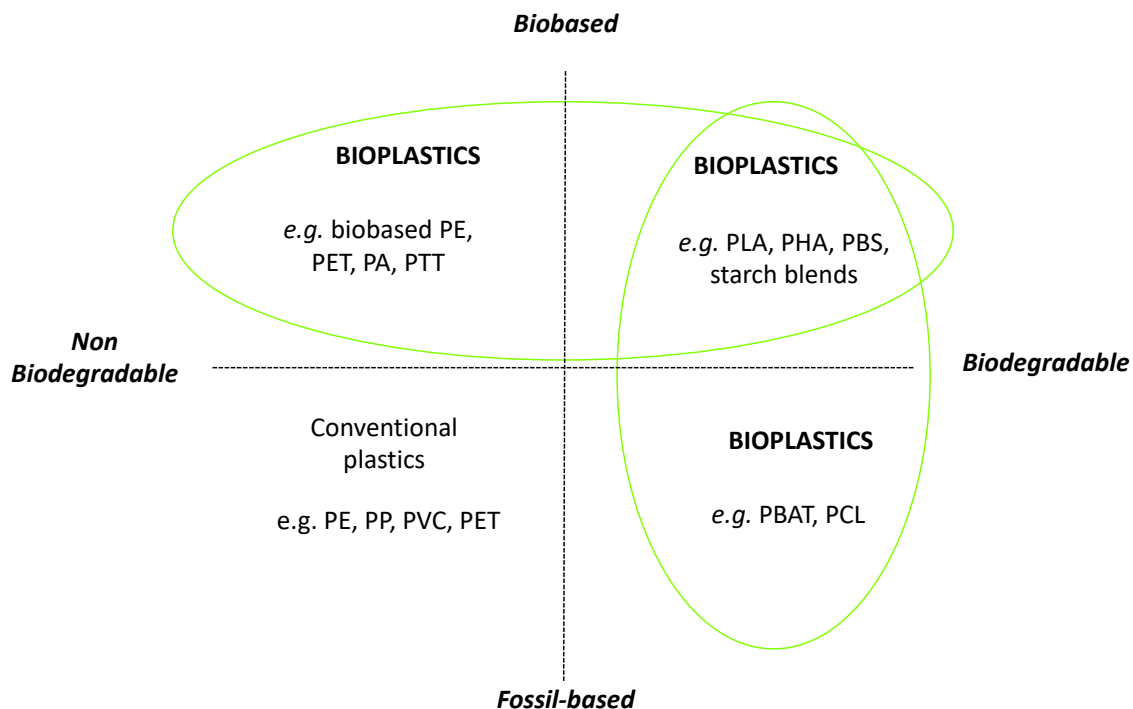 Biobased
BIOPLASTICS
e.g. biobased PE,
PET, PA, PTT
BIOPLASTICS
e.g. PLA, PHA, PBS,
starch blends
Non
Biodegradable
Biodegradable
Conventional
plastics
e.g. PE, PP, PVC, PET
BIOPLASTICS
e.g. PBAT, PCL
Fossil-based